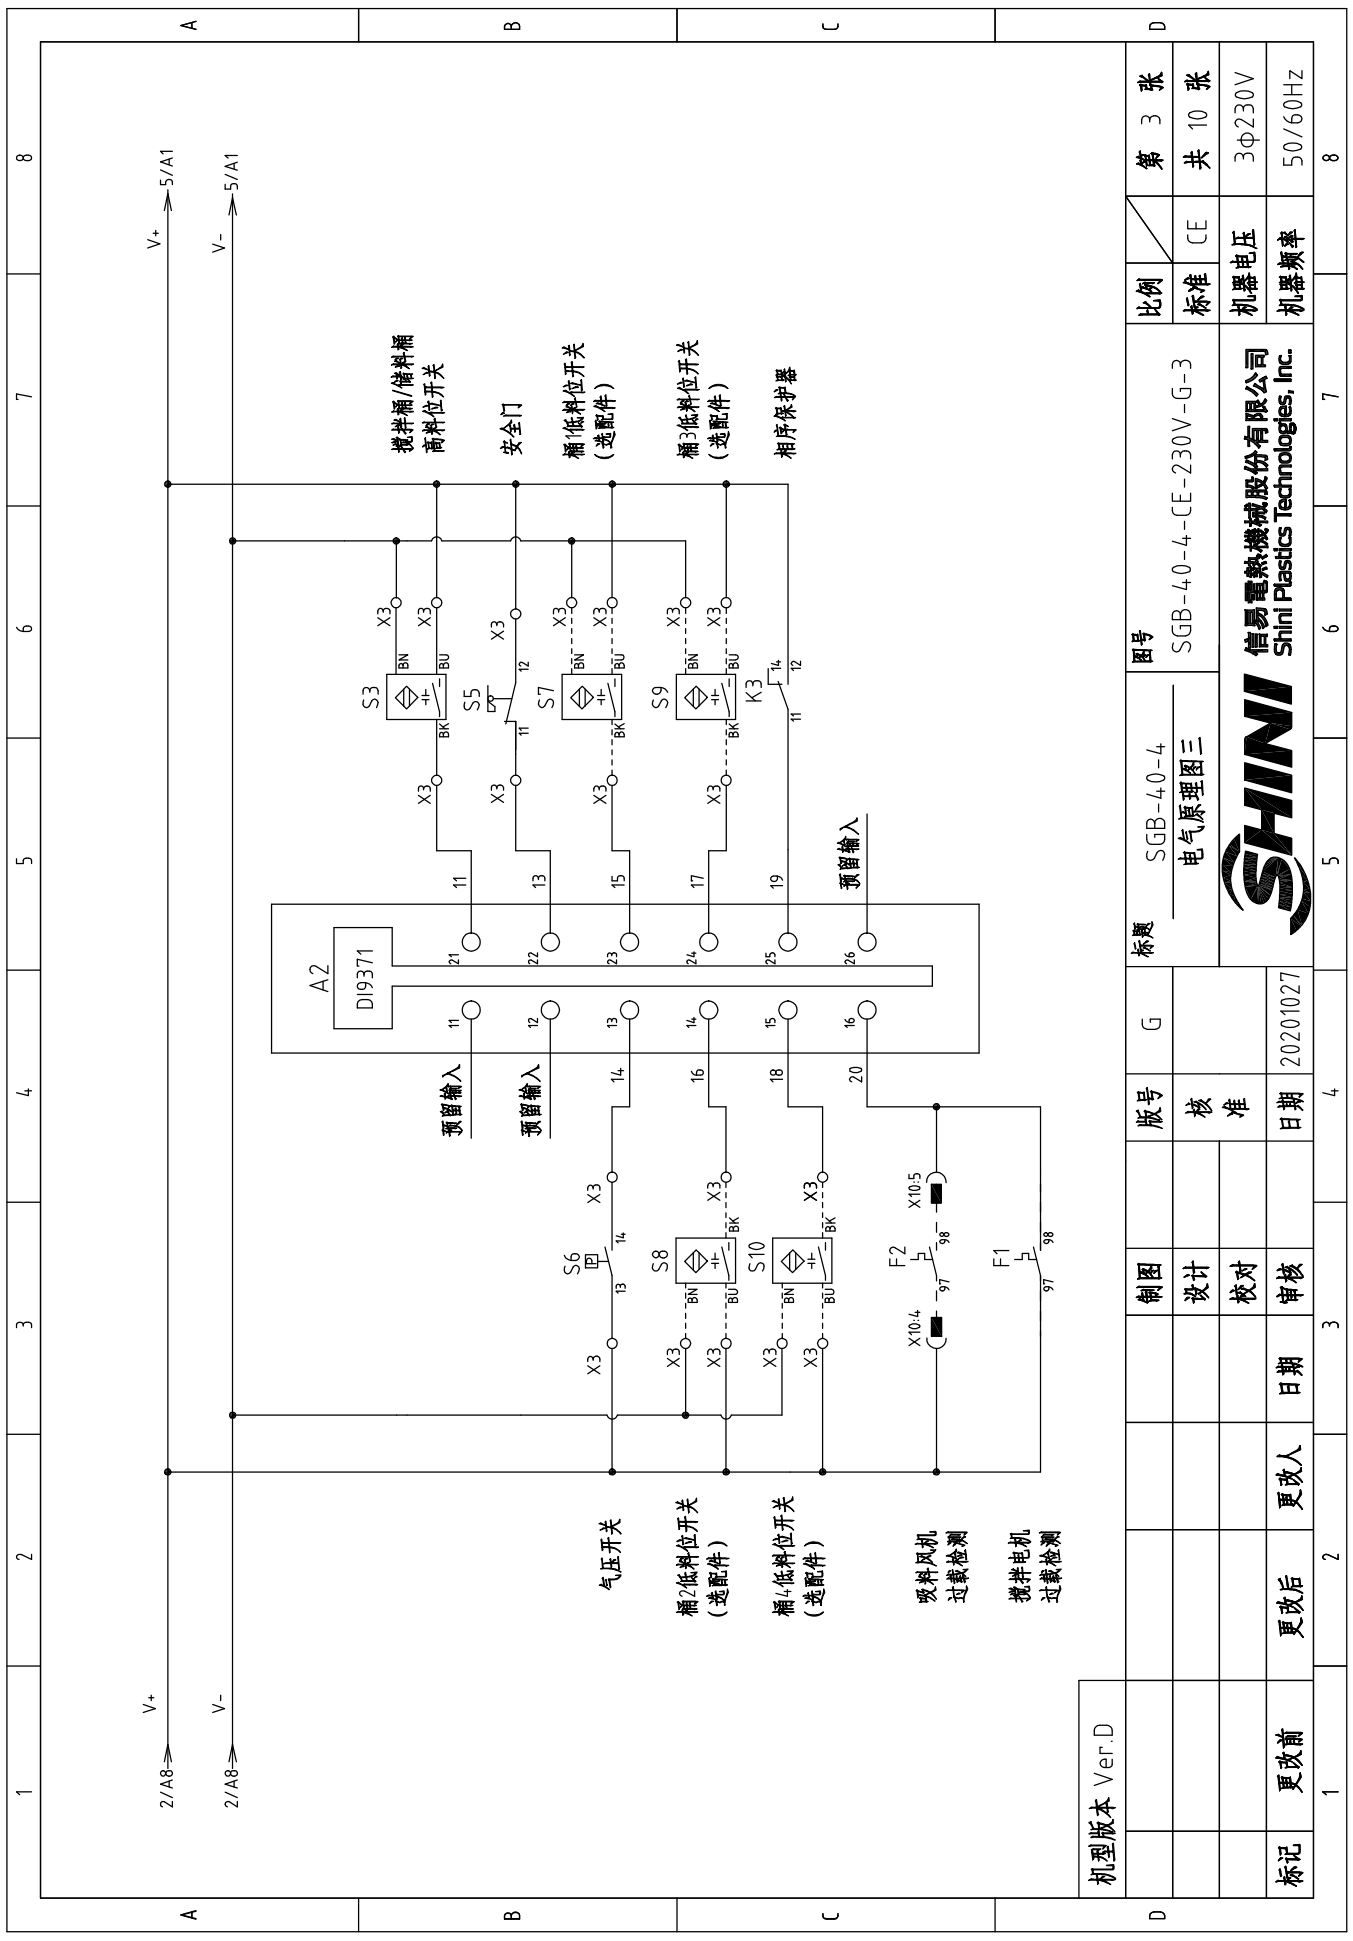 1 2 3 4 5 6 7 8
A
B
C
D
2/A8 V+ V+ 5/A1
2/A8 V- V- 5/A1
搅拌桶/储料桶
高料位开关
安全门
桶1低料位开关
(选配件)
桶3低料位开关
(选配件)
相序保护器
A2
DI9371
预留输入 11 21 11 X3 BK S3 BN BU X3 X3
预留输入 12 22 13 X3 11 S5 12 X3
气压开关 X3 13 S6 P 14 X3 14 13 23 15 X3 BK S7 BN BU X3 X3
桶2低料位开关
(选配件)
X3 X3 BN BU S8 BK X3 16 14 24 17 X3 BK S9 BN BU X3 X3
桶4低料位开关
(选配件)
X3 X3 BN BU S10 BK X3 18 15 25 19 11 K3 14 12
吸料风机
过载检测
X10:4 97 F2 98 X10:5 20 16 26 预留输入
搅拌电机
过载检测
97 F1 98
机型版本 Ver.D
标记 更改前 更改后 更改人 日期
制图
设计
校对
审核
版号 G
核
准
日期 20201027
标题 SGB-40-4
电气原理图三
图号
SGB-40-4-CE-230V-G-3
比例 第 3 张
标准 CE 共 10 张
机器电压 3ф230V
机器频率 50/60Hz
SHINI
信易電熱機械股份有限公司
Shini Plastics Technologies, Inc.
A
B
C
D
1 2 3 4 5 6 7 8